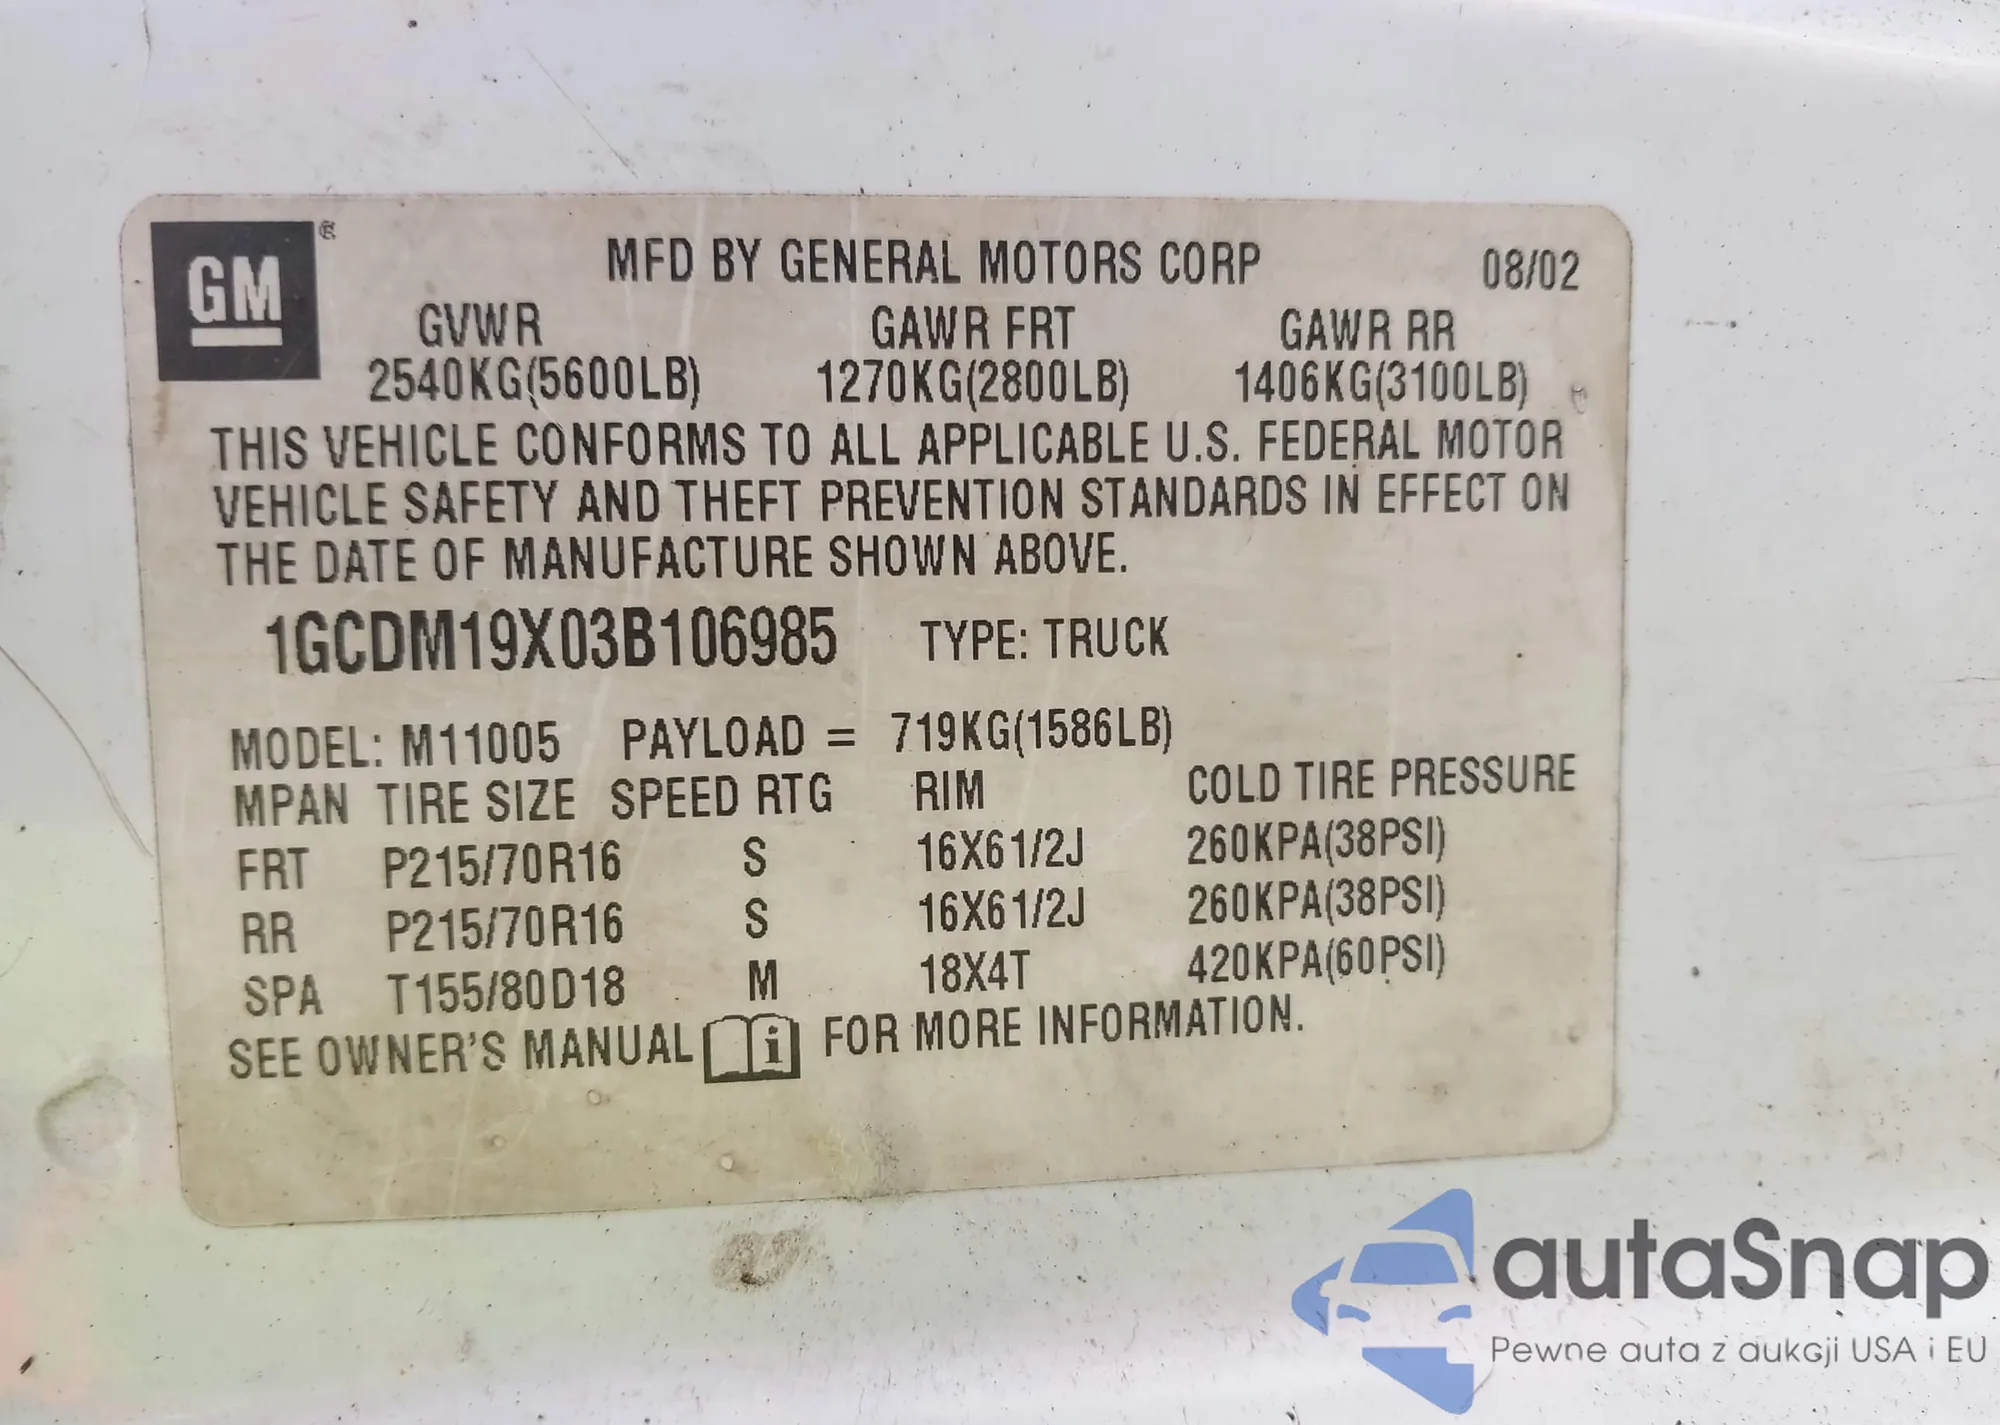 GM®
MFD BY GENERAL MOTORS CORP 08/02
GVWR GAWR FRT GAWR RR
2540KG(5600LB) 1270KG(2800LB) 1406KG(3100LB)
THIS VEHICLE CONFORMS TO ALL APPLICABLE U.S. FEDERAL MOTOR
VEHICLE SAFETY AND THEFT PREVENTION STANDARDS IN EFFECT ON
THE DATE OF MANUFACTURE SHOWN ABOVE.
1GCDM19X03B106985 TYPE: TRUCK
MODEL: M11005 PAYLOAD = 719KG(1586LB)
MPAN TIRE SIZE SPEED RTG RIM COLD TIRE PRESSURE
FRT P215/70R16 S 16X61/2J 260KPA(38PSI)
RR P215/70R16 S 16X61/2J 260KPA(38PSI)
SPA T155/80D18 M 18X4T 420KPA(60PSI)
SEE OWNER'S MANUAL i FOR MORE INFORMATION.
autaSnap
Pewne auta z aukcji USA i EU